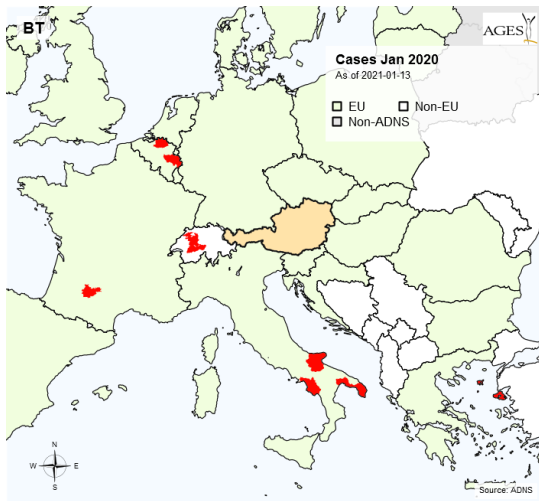 BT
AGES
Cases Jan 2020
As of 2021-01-13
EU Non-EU
Non-ADNS
N
W E
S
Source: ADNS